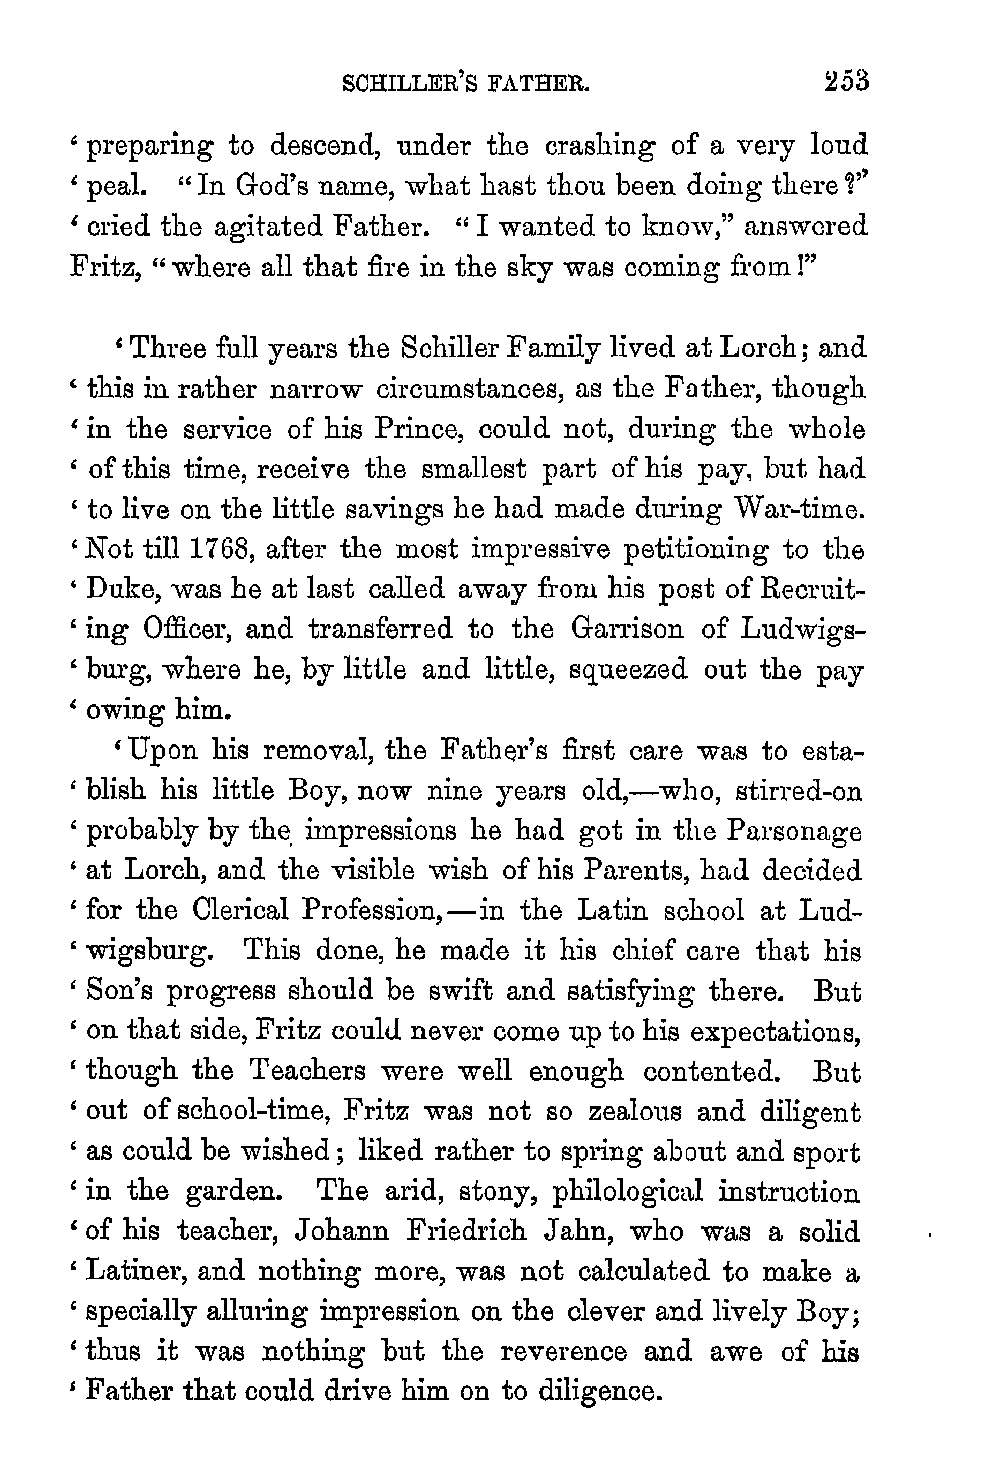 SCHILLER'S FATHER. 253
‘ preparing to descend, under the crashing of a very loud
‘ peal. “In God's name, what hast thou been doing there?”
‘ cried the agitated Father. “I wanted to know,” answered
Fritz, “where all that fire in the sky was coming from!”
‘ Three full years the Schiller Family lived at Lorch; and
‘ this in rather narrow circumstances, as the Father, though
‘ in the service of his Prince, could not, during the whole
‘ of this time, receive the smallest part of his pay, but had
‘ to live on the little savings he had made during War-time.
‘ Not till 1768, after the most impressive petitioning to the
‘ Duke, was he at last called away from his post of Recruit-
‘ ing Officer, and transferred to the Garrison of Ludwigs-
‘ burg, where he, by little and little, squeezed out the pay
‘ owing him.
‘ Upon his removal, the Father's first care was to esta-
‘ blish his little Boy, now nine years old,—who, stirred-on
‘ probably by the impressions he had got in the Parsonage
‘ at Lorch, and the visible wish of his Parents, had decided
‘ for the Clerical Profession,—in the Latin school at Lud-
‘ wigsburg. This done, he made it his chief care that his
‘ Son's progress should be swift and satisfying there. But
‘ on that side, Fritz could never come up to his expectations,
‘ though the Teachers were well enough contented. But
‘ out of school-time, Fritz was not so zealous and diligent
‘ as could be wished; liked rather to spring about and sport
‘ in the garden. The arid, stony, philological instruction
‘ of his teacher, Johann Friedrich Jahn, who was a solid
‘ Latiner, and nothing more, was not calculated to make a
‘ specially alluring impression on the clever and lively Boy;
‘ thus it was nothing but the reverence and awe of his
‘ Father that could drive him on to diligence.